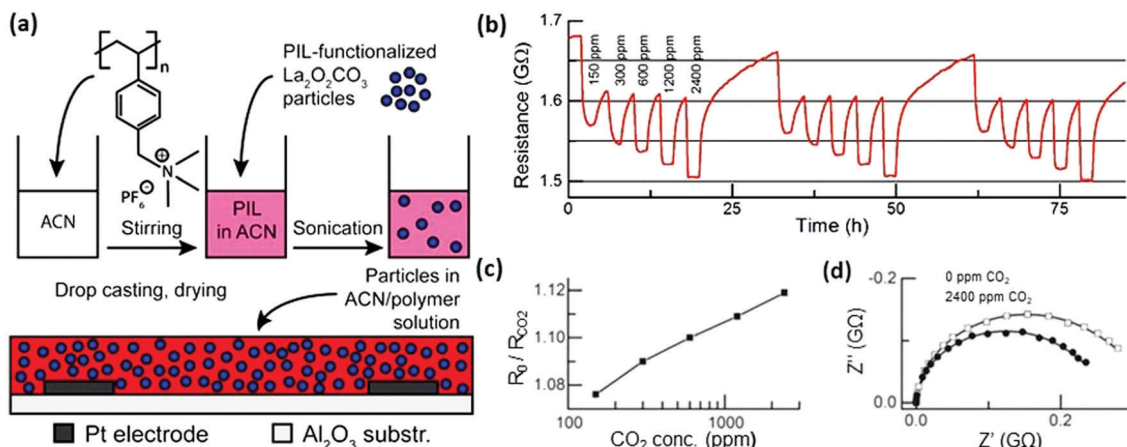 (a)
n
PIL-functionalized
La2O2CO3
particles
N
+
PF6
−
ACN
Stirring
PIL
in ACN
Sonication
Drop casting, drying
Particles in
ACN/polymer
solution
Pt electrode
Al2O3 substr.
(b)
Resistance (GΩ)
1.7
1.6
1.5
150 ppm
300 ppm
600 ppm
1200 ppm
2400 ppm
0
25
50
75
Time (h)
(c)
R0 / RCO2
1.12
1.10
1.08
100
1000
CO2 conc. (ppm)
(d)
0 ppm CO2
2400 ppm CO2
Z'' (GΩ)
-0.2
0.0
0.0
0.2
Z' (GΩ)